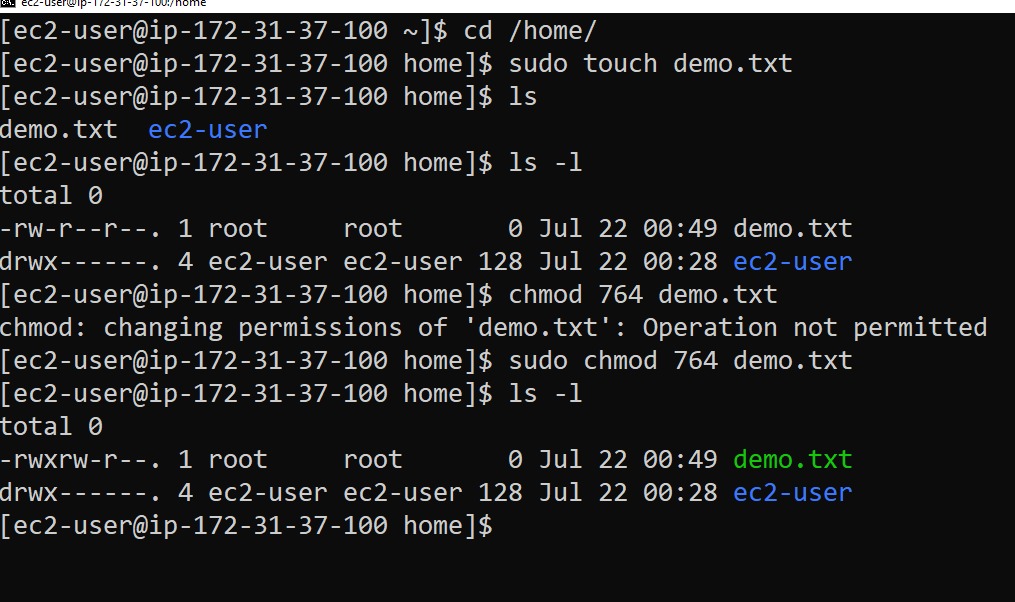 ec2-user@ip-172-31-37-100:/home
[ec2-user@ip-172-31-37-100 ~]$ cd /home/
[ec2-user@ip-172-31-37-100 home]$ sudo touch demo.txt
[ec2-user@ip-172-31-37-100 home]$ ls
demo.txt  ec2-user
[ec2-user@ip-172-31-37-100 home]$ ls -l
total 0
-rw-r--r--. 1 root     root       0 Jul 22 00:49 demo.txt
drwx------. 4 ec2-user ec2-user 128 Jul 22 00:28 ec2-user
[ec2-user@ip-172-31-37-100 home]$ chmod 764 demo.txt
chmod: changing permissions of 'demo.txt': Operation not permitted
[ec2-user@ip-172-31-37-100 home]$ sudo chmod 764 demo.txt
[ec2-user@ip-172-31-37-100 home]$ ls -l
total 0
-rwxrw-r--. 1 root     root       0 Jul 22 00:49 demo.txt
drwx------. 4 ec2-user ec2-user 128 Jul 22 00:28 ec2-user
[ec2-user@ip-172-31-37-100 home]$